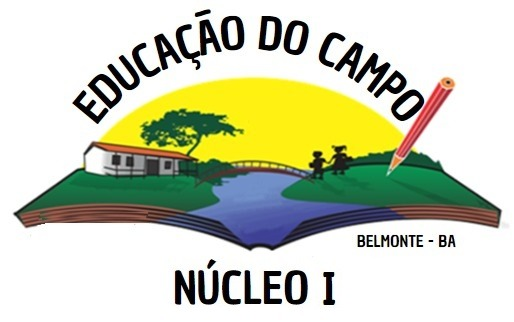 EDUCAÇÃO DO CAMPO
BELMONTE - BA
NÚCLEO I